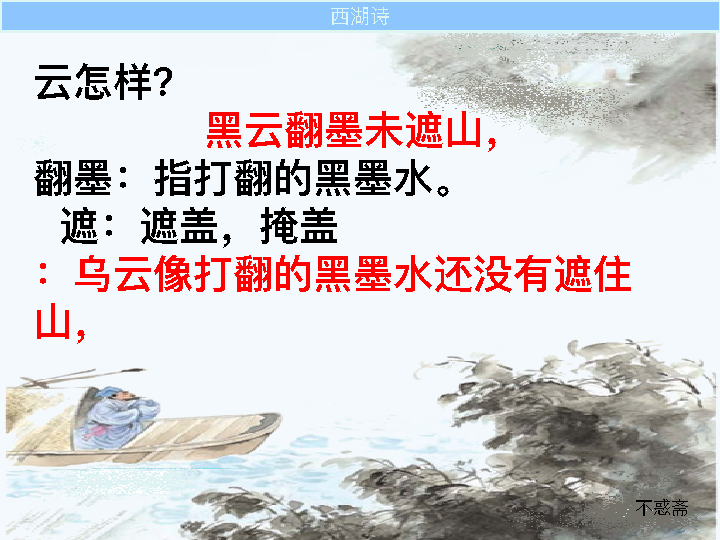 西湖诗
云怎样？
黑云翻墨未遮山，
翻墨：指打翻的黑墨水。
遮：遮盖，掩盖
：乌云像打翻的黑墨水还没有遮住
山，
不惑斋